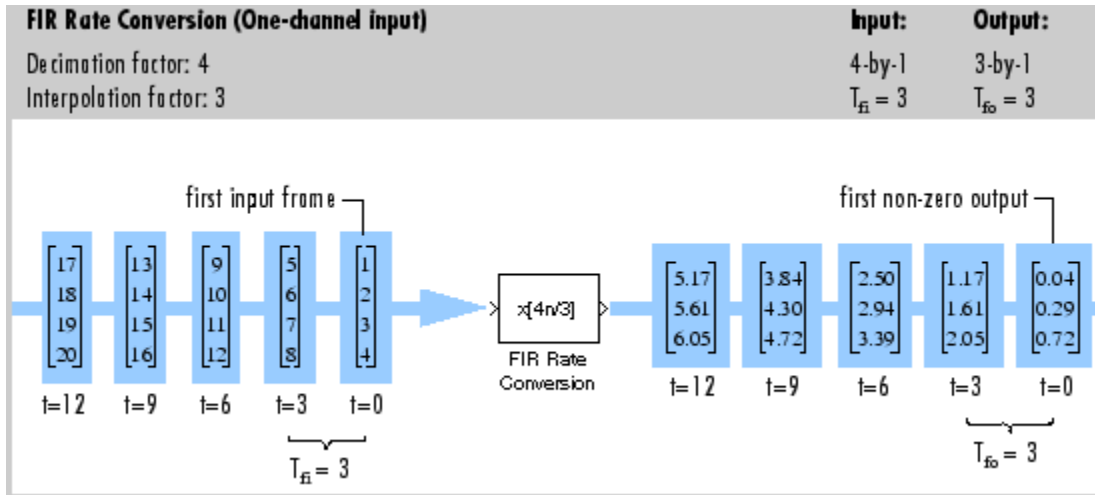 FIR Rate Conversion (One-channel input) Input: Output:
Decimation factor: 4 4-by-1 3-by-1
Interpolation factor: 3 Tfi = 3 Tfo = 3
first input frame first non-zero output
17 13 9 5 1 5.17 3.84 2.50 1.17 0.04
18 14 10 6 2 x[4n/3] 5.61 4.30 2.94 1.61 0.29
19 15 11 7 3 6.05 4.72 3.39 2.05 0.72
20 16 12 8 4
FIR Rate
Conversion
t=12 t=9 t=6 t=3 t=0 t=12 t=9 t=6 t=3 t=0
Tfi = 3 Tfo = 3